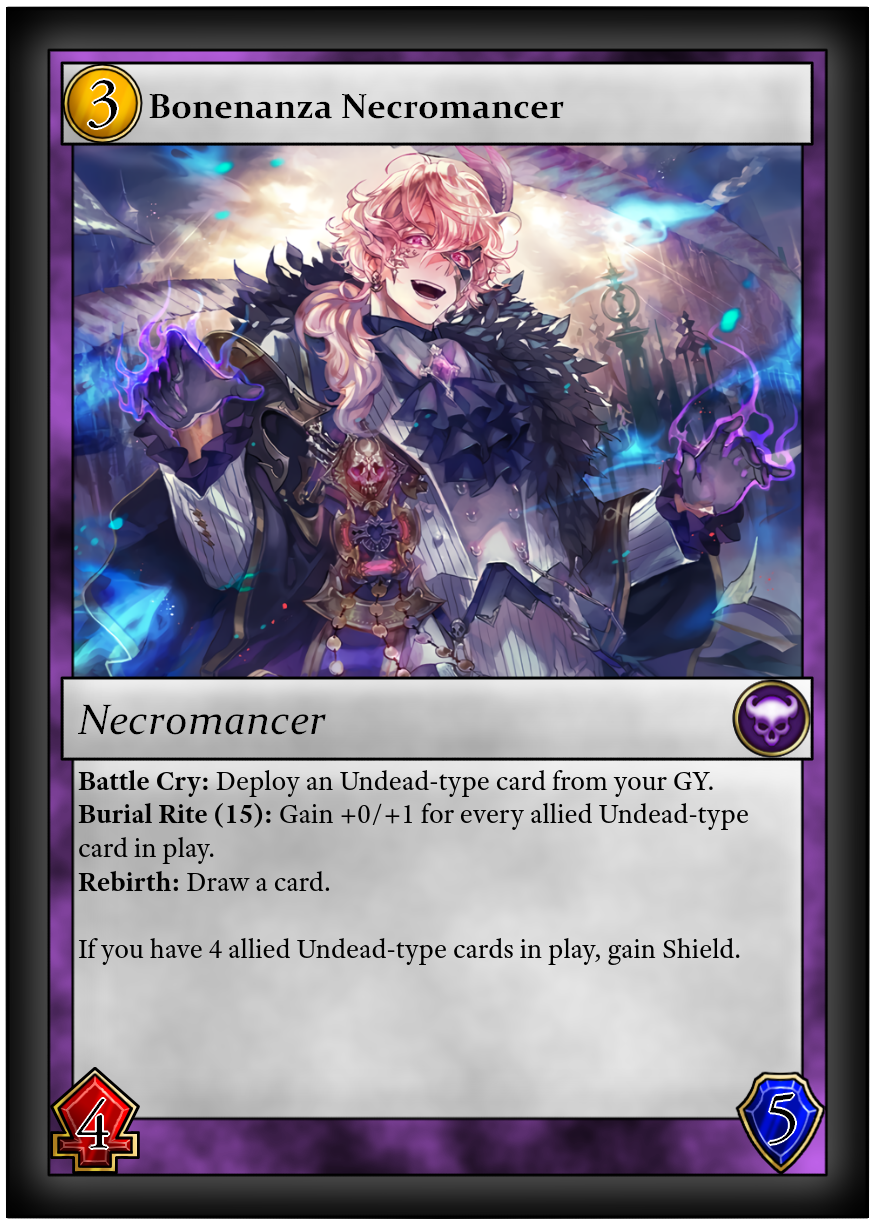 3 Bonenanza Necromancer
Necromancer
Battle Cry: Deploy an Undead-type card from your GY.
Burial Rite (15): Gain +0/+1 for every allied Undead-type
card in play.
Rebirth: Draw a card.
If you have 4 allied Undead-type cards in play, gain Shield.
4 5